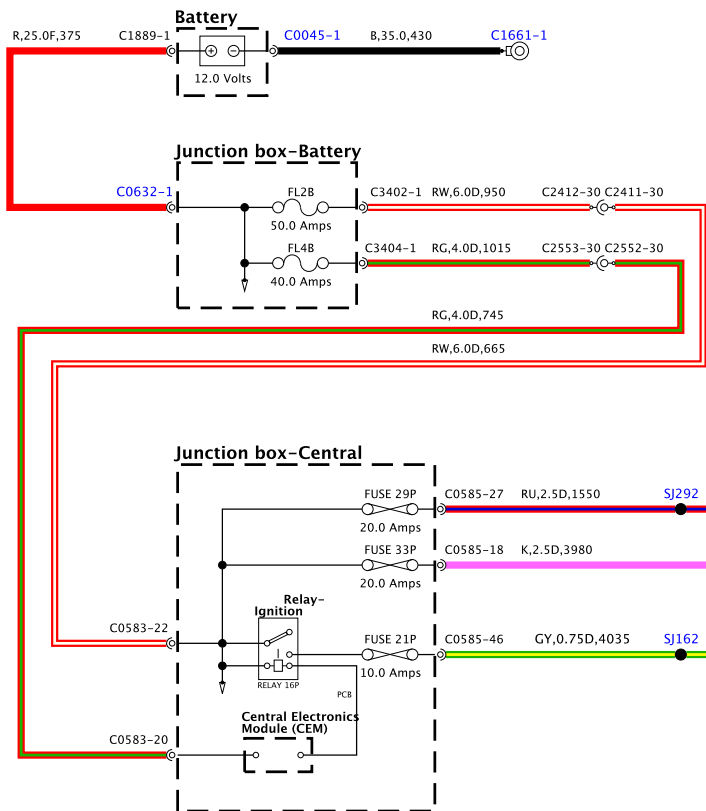 Battery
R,25.0F,375 C1889-1 C0045-1 B,35.0,430 C1661-1
12.0 Volts
Junction box-Battery
C0632-1 FL2B C3402-1 RW,6.0D,950 C2412-30 C2411-30
50.0 Amps
FL4B C3404-1 RG,4.0D,1015 C2553-30 C2552-30
40.0 Amps
RG,4.0D,745
RW,6.0D,665
Junction box-Central
FUSE 29P C0585-27 RU,2.5D,1550 SJ292
20.0 Amps
FUSE 33P C0585-18 K,2.5D,3980
20.0 Amps
Relay-
Ignition
C0583-22
FUSE 21P C0585-46 GY,0.75D,4035 SJ162
10.0 Amps
RELAY 16P
PCB
Central Electronics
Module (CEM)
C0583-20